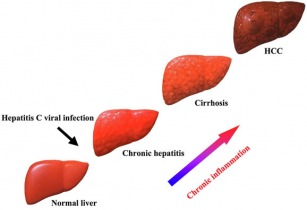 HCC
Cirrhosis
Hepatitis C viral infection
Chronic hepatitis
Chronic inflammation
Normal liver